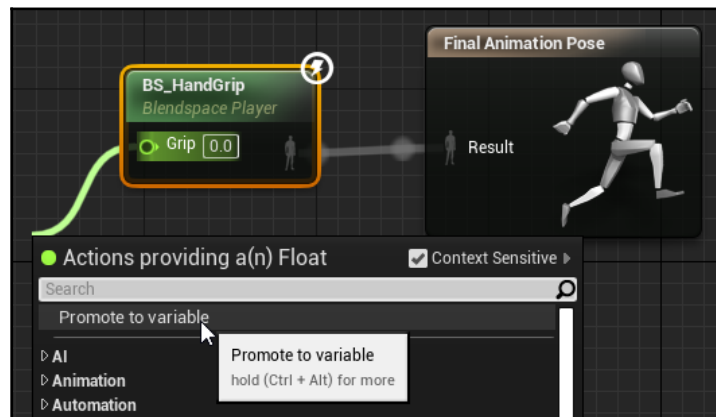 Final Animation Pose
BS_HandGrip
Blendspace Player
Grip 0.0
Result
Actions providing a(n) Float
Context Sensitive
Search
Promote to variable
Promote to variable
hold (Ctrl + Alt) for more
AI
Animation
Automation